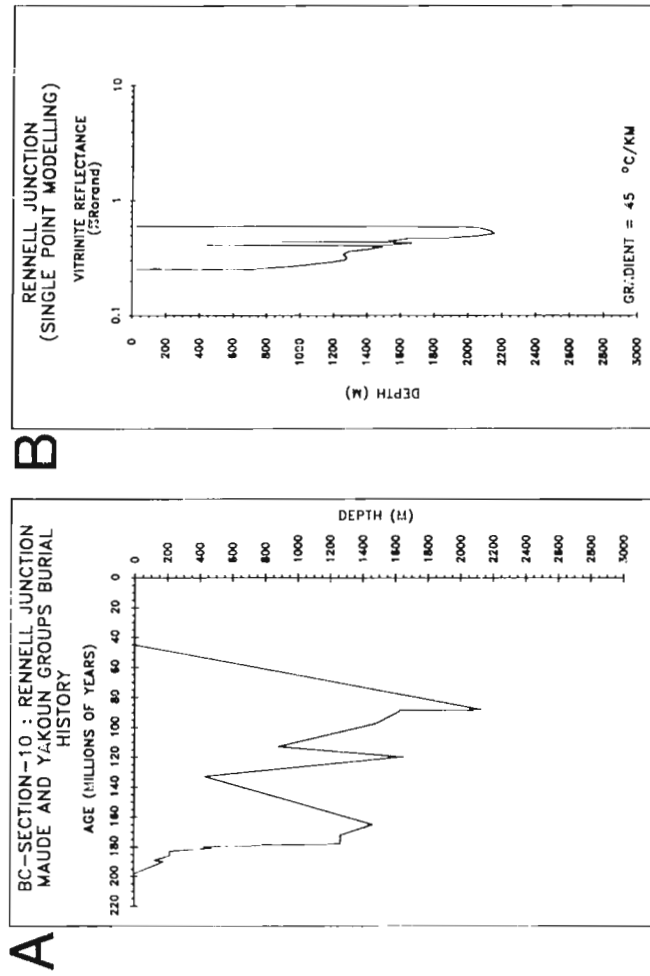 A
BC-SECTION-10 : RENNELL JUNCTION
MAUDE AND YAKOUN GROUPS BURIAL
HISTORY
AGE (MILLIONS OF YEARS)
220 200 180 160 140 120 100 80 60 40 20 0
0
200
400
600
800
1000
1200
1400
1600
1800
2000
2200
2400
2600
2800
3000
DEPTH (M)
B
RENNELL JUNCTION
(SINGLE POINT MODELLING)
VITRINITE REFLECTANCE
(%Rorand)
0.1 1 10
0
200
400
600
800
1000
1200
1400
1600
1800
2000
2200
2400
2600
2800
3000
DEPTH (M)
GRADIENT = 45 °C/KM